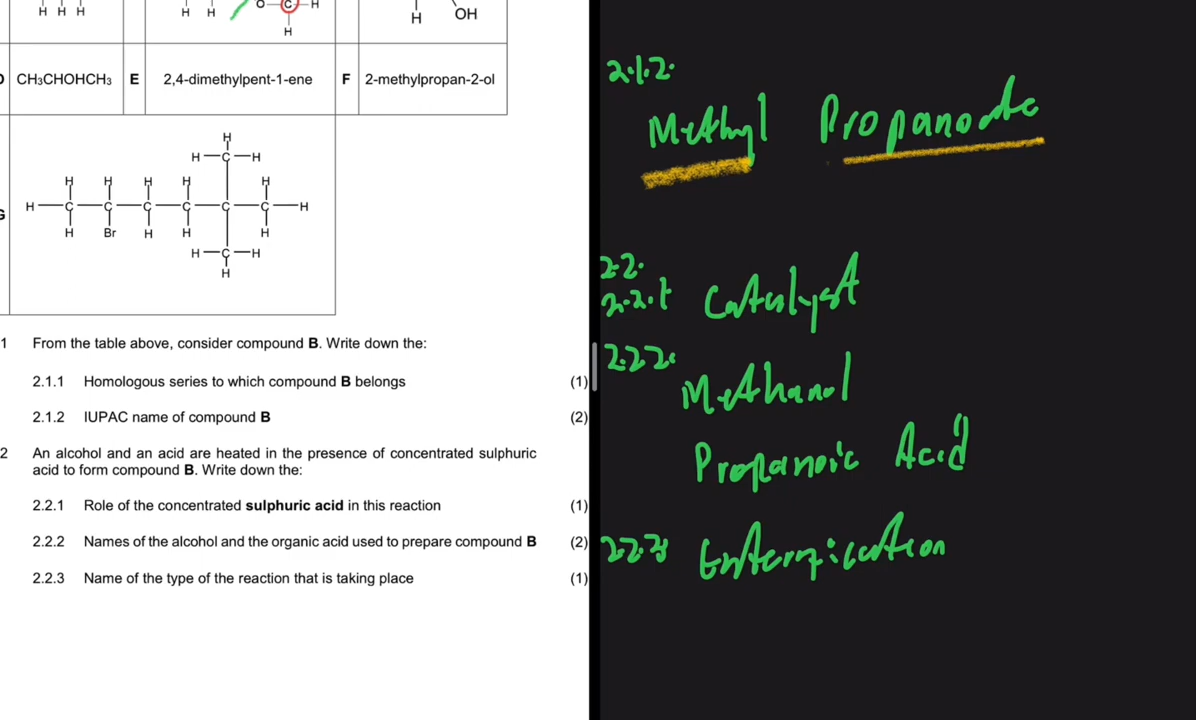 H H H
H H
O C H
H
H
OH
D CH₃CHOHCH₃ E 2,4-dimethylpent-1-ene F 2-methylpropan-2-ol
G
H
H C H
H H H H H
H C C C C C C H
H Br H H H
H C H
H
1 From the table above, consider compound B. Write down the:
2.1.1 Homologous series to which compound B belongs (1)
2.1.2 IUPAC name of compound B (2)
2 An alcohol and an acid are heated in the presence of concentrated sulphuric
acid to form compound B. Write down the:
2.2.1 Role of the concentrated sulphuric acid in this reaction (1)
2.2.2 Names of the alcohol and the organic acid used to prepare compound B (2)
2.2.3 Name of the type of the reaction that is taking place (1)
2.1.2.
Methyl Propanoate
2.2.
2.2.1 Catalyst
2.2.2.
Methanol
Propanoic Acid
2.2.3 Esterification